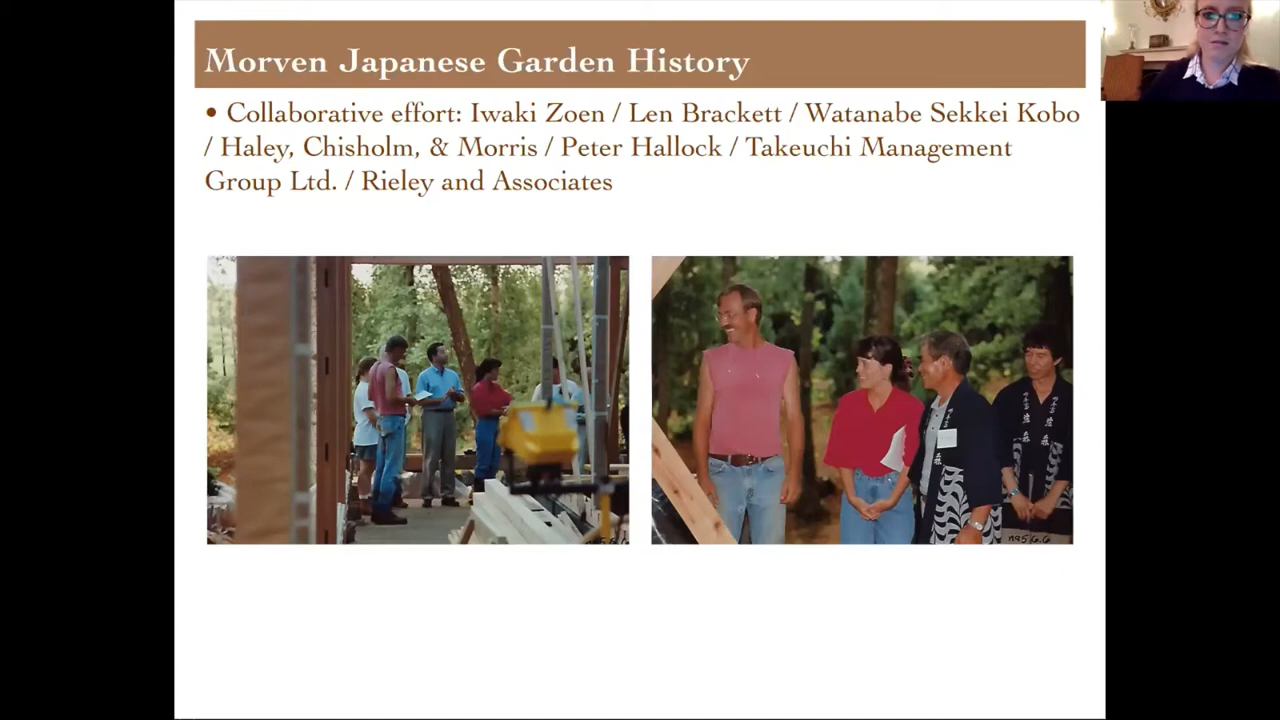 Morven Japanese Garden History
• Collaborative effort: Iwaki Zoen / Len Brackett / Watanabe Sekkei Kobo
/ Haley, Chisholm, & Morris / Peter Hallock / Takeuchi Management
Group Ltd. / Rieley and Associates